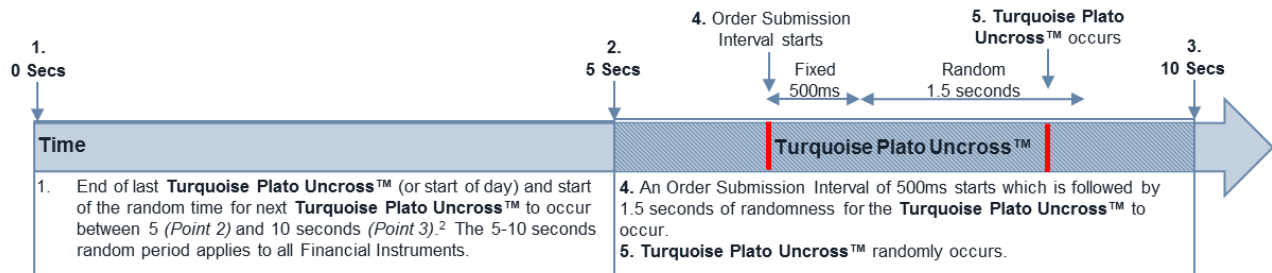 1.
0 Secs
2.
5 Secs
4. Order Submission
Interval starts
5. Turquoise Plato
Uncross™ occurs
3.
10 Secs
Fixed
500ms
Random
1.5 seconds
Time
Turquoise Plato Uncross™
1. End of last Turquoise Plato Uncross™ (or start of day) and start
of the random time for next Turquoise Plato Uncross™ to occur
between 5 (Point 2) and 10 seconds (Point 3).² The 5-10 seconds
random period applies to all Financial Instruments.
4. An Order Submission Interval of 500ms starts which is followed by
1.5 seconds of randomness for the Turquoise Plato Uncross™ to
occur.
5. Turquoise Plato Uncross™ randomly occurs.